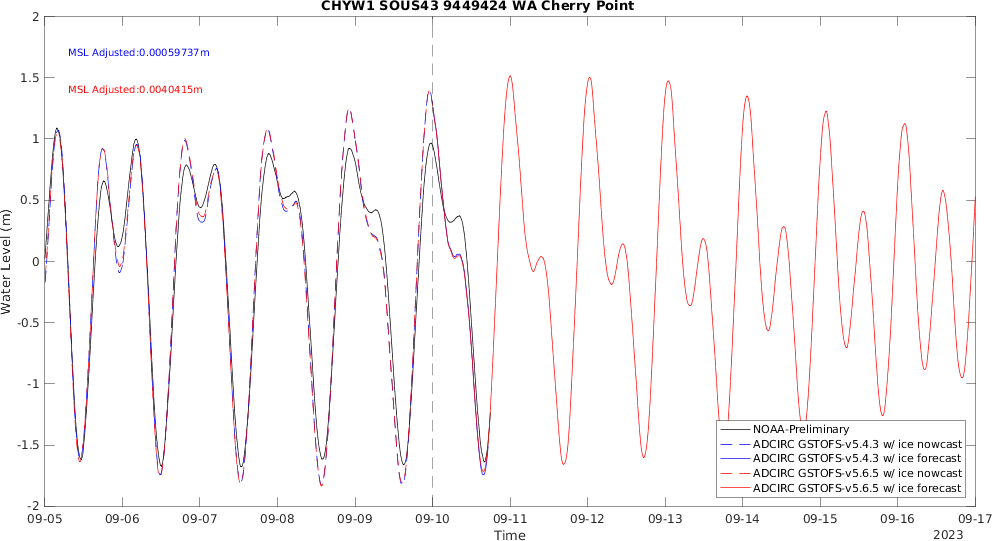 CHYW1 SOUS43 9449424 WA Cherry Point
MSL Adjusted:0.00059737m
MSL Adjusted:0.0040415m
Water Level (m)
2
1.5
1
0.5
0
-0.5
-1
-1.5
-2
NOAA-Preliminary
ADCIRC GSTOFS-v5.4.3 w/ ice nowcast
ADCIRC GSTOFS-v5.4.3 w/ ice forecast
ADCIRC GSTOFS-v5.6.5 w/ ice nowcast
ADCIRC GSTOFS-v5.6.5 w/ ice forecast
09-05 09-06 09-07 09-08 09-09 09-10 09-11 09-12 09-13 09-14 09-15 09-16 09-17
Time
2023